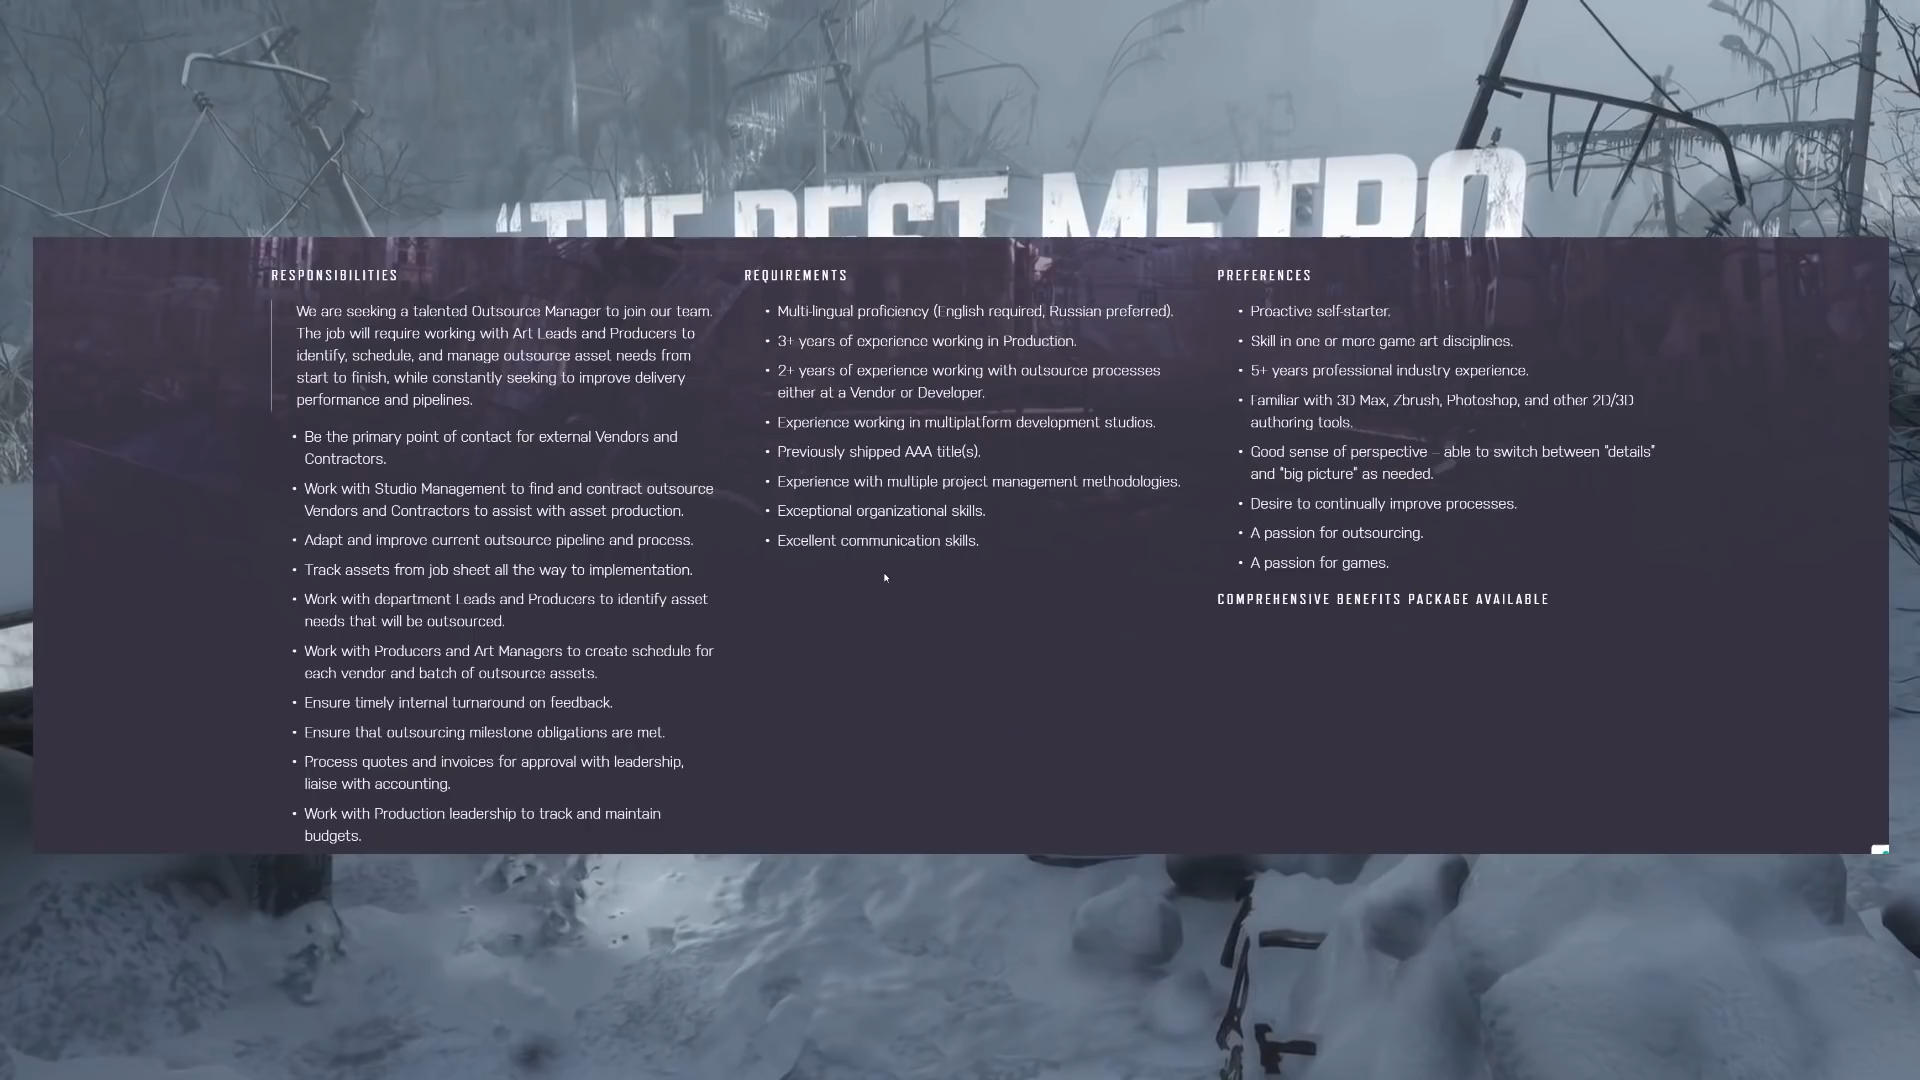 "THE BEST METRO
RESPONSIBILITIES
We are seeking a talented Outsource Manager to join our team.
The job will require working with Art Leads and Producers to
identify, schedule, and manage outsource asset needs from
start to finish, while constantly seeking to improve delivery
performance and pipelines.
• Be the primary point of contact for external Vendors and
Contractors.
• Work with Studio Management to find and contract outsource
Vendors and Contractors to assist with asset production.
• Adapt and improve current outsource pipeline and process.
• Track assets from job sheet all the way to implementation.
• Work with department Leads and Producers to identify asset
needs that will be outsourced.
• Work with Producers and Art Managers to create schedule for
each vendor and batch of outsource assets.
• Ensure timely internal turnaround on feedback.
• Ensure that outsourcing milestone obligations are met.
• Process quotes and invoices for approval with leadership,
liaise with accounting.
• Work with Production leadership to track and maintain
budgets.
REQUIREMENTS
• Multi-lingual proficiency (English required, Russian preferred).
• 3+ years of experience working in Production.
• 2+ years of experience working with outsource processes
either at a Vendor or Developer.
• Experience working in multiplatform development studios.
• Previously shipped AAA title(s).
• Experience with multiple project management methodologies.
• Exceptional organizational skills.
• Excellent communication skills.
PREFERENCES
• Proactive self-starter.
• Skill in one or more game art disciplines.
• 5+ years professional industry experience.
• Familiar with 3D Max, Zbrush, Photoshop, and other 2D/3D
authoring tools.
• Good sense of perspective – able to switch between "details"
and "big picture" as needed.
• Desire to continually improve processes.
• A passion for outsourcing.
• A passion for games.
COMPREHENSIVE BENEFITS PACKAGE AVAILABLE